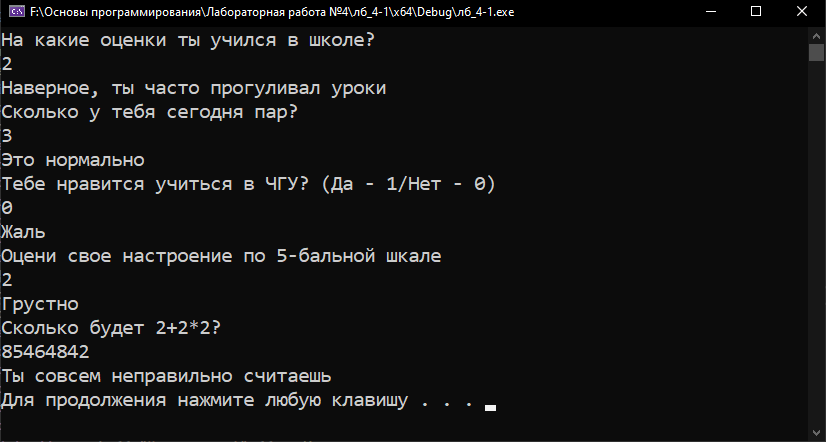 F:\Основы программирования\Лабораторная работа №4\лб_4-1\x64\Debug\лб_4-1.exe
На какие оценки ты учился в школе?
2
Наверное, ты часто прогуливал уроки
Сколько у тебя сегодня пар?
3
Это нормально
Тебе нравится учиться в ЧГУ? (Да - 1/Нет - 0)
0
Жаль
Оцени свое настроение по 5-бальной шкале
2
Грустно
Сколько будет 2+2*2?
85464842
Ты совсем неправильно считаешь
Для продолжения нажмите любую клавишу . . .